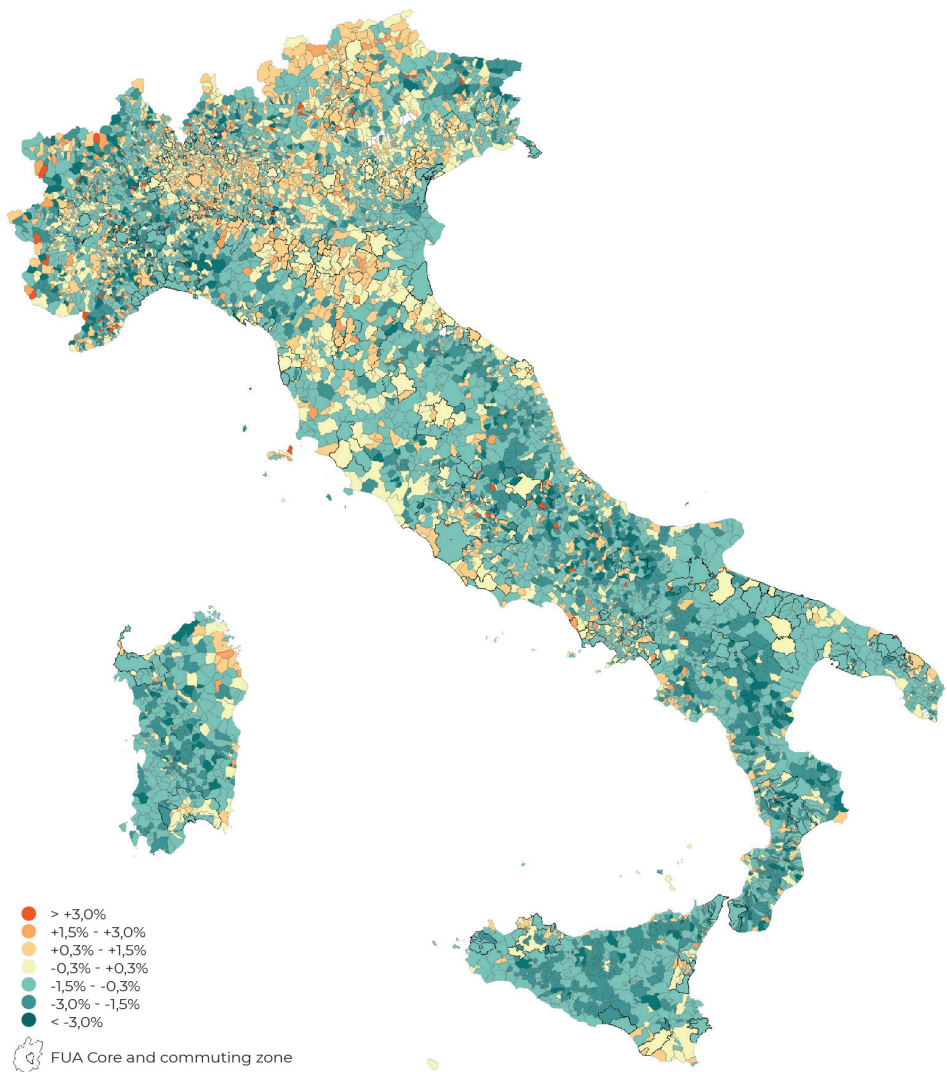 > +3,0%
+1,5% - +3,0%
+0,3% - +1,5%
-0,3% - +0,3%
-1,5% - -0,3%
-3,0% - -1,5%
< -3,0%
FUA Core and commuting zone